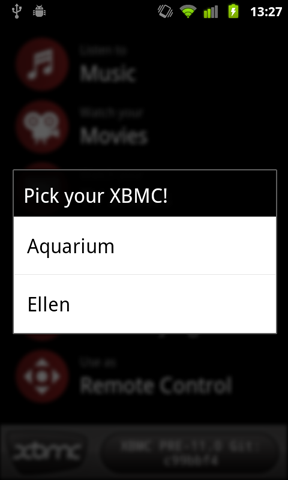 13:27
Listen to
Music
Watch your
Movies
Pick your XBMC!
Aquarium
Ellen
Use as
Remote Control
xbmc
XBMC PRE-11.0 Git: